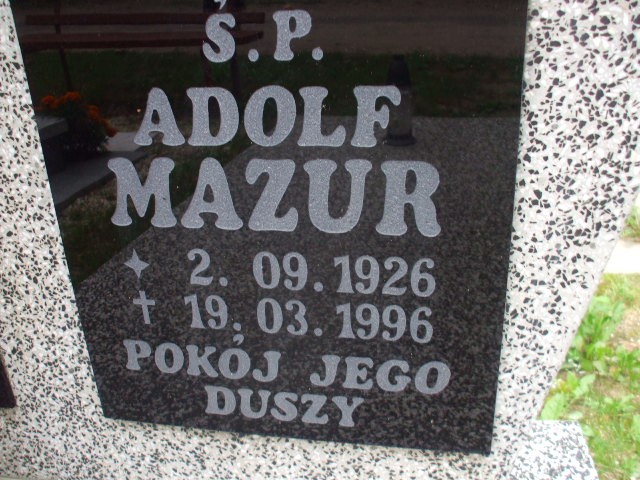 Ś.P.
ADOLF
MAZUR
2. 09. 1926
19. 03. 1996
POKÓJ JEGO
DUSZY